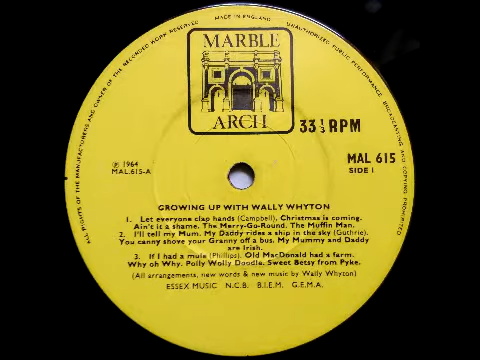 ALL RIGHTS OF THE MANUFACTURERS AND OWNER OF THE RECORDED WORK RESERVED
MADE IN ENGLAND
UNAUTHORISED PUBLIC PERFORMANCE, BROADCASTING AND COPYING PROHIBITED
MARBLE
ARCH
33⅓ RPM
℗ 1964
MAL.615-A
MAL 615
SIDE 1
GROWING UP WITH WALLY WHYTON
1. Let everyone clap hands (Campbell). Christmas is coming.
Ain't it a shame. The Merry-Go-Round. The Muffin Man.
2. I'll tell my Mum. My Daddy rides a ship in the sky (Guthrie).
You canny shove your Granny off a bus. My Mummy and Daddy
are Irish.
3. If I had a mule (Phillips). Old MacDonald had a farm.
Why oh Why. Polly Wolly Doodle. Sweet Betsy from Pyke.
(All arrangements, new words & new music by Wally Whyton)
ESSEX MUSIC N.C.B. B.I.E.M. G.E.M.A.